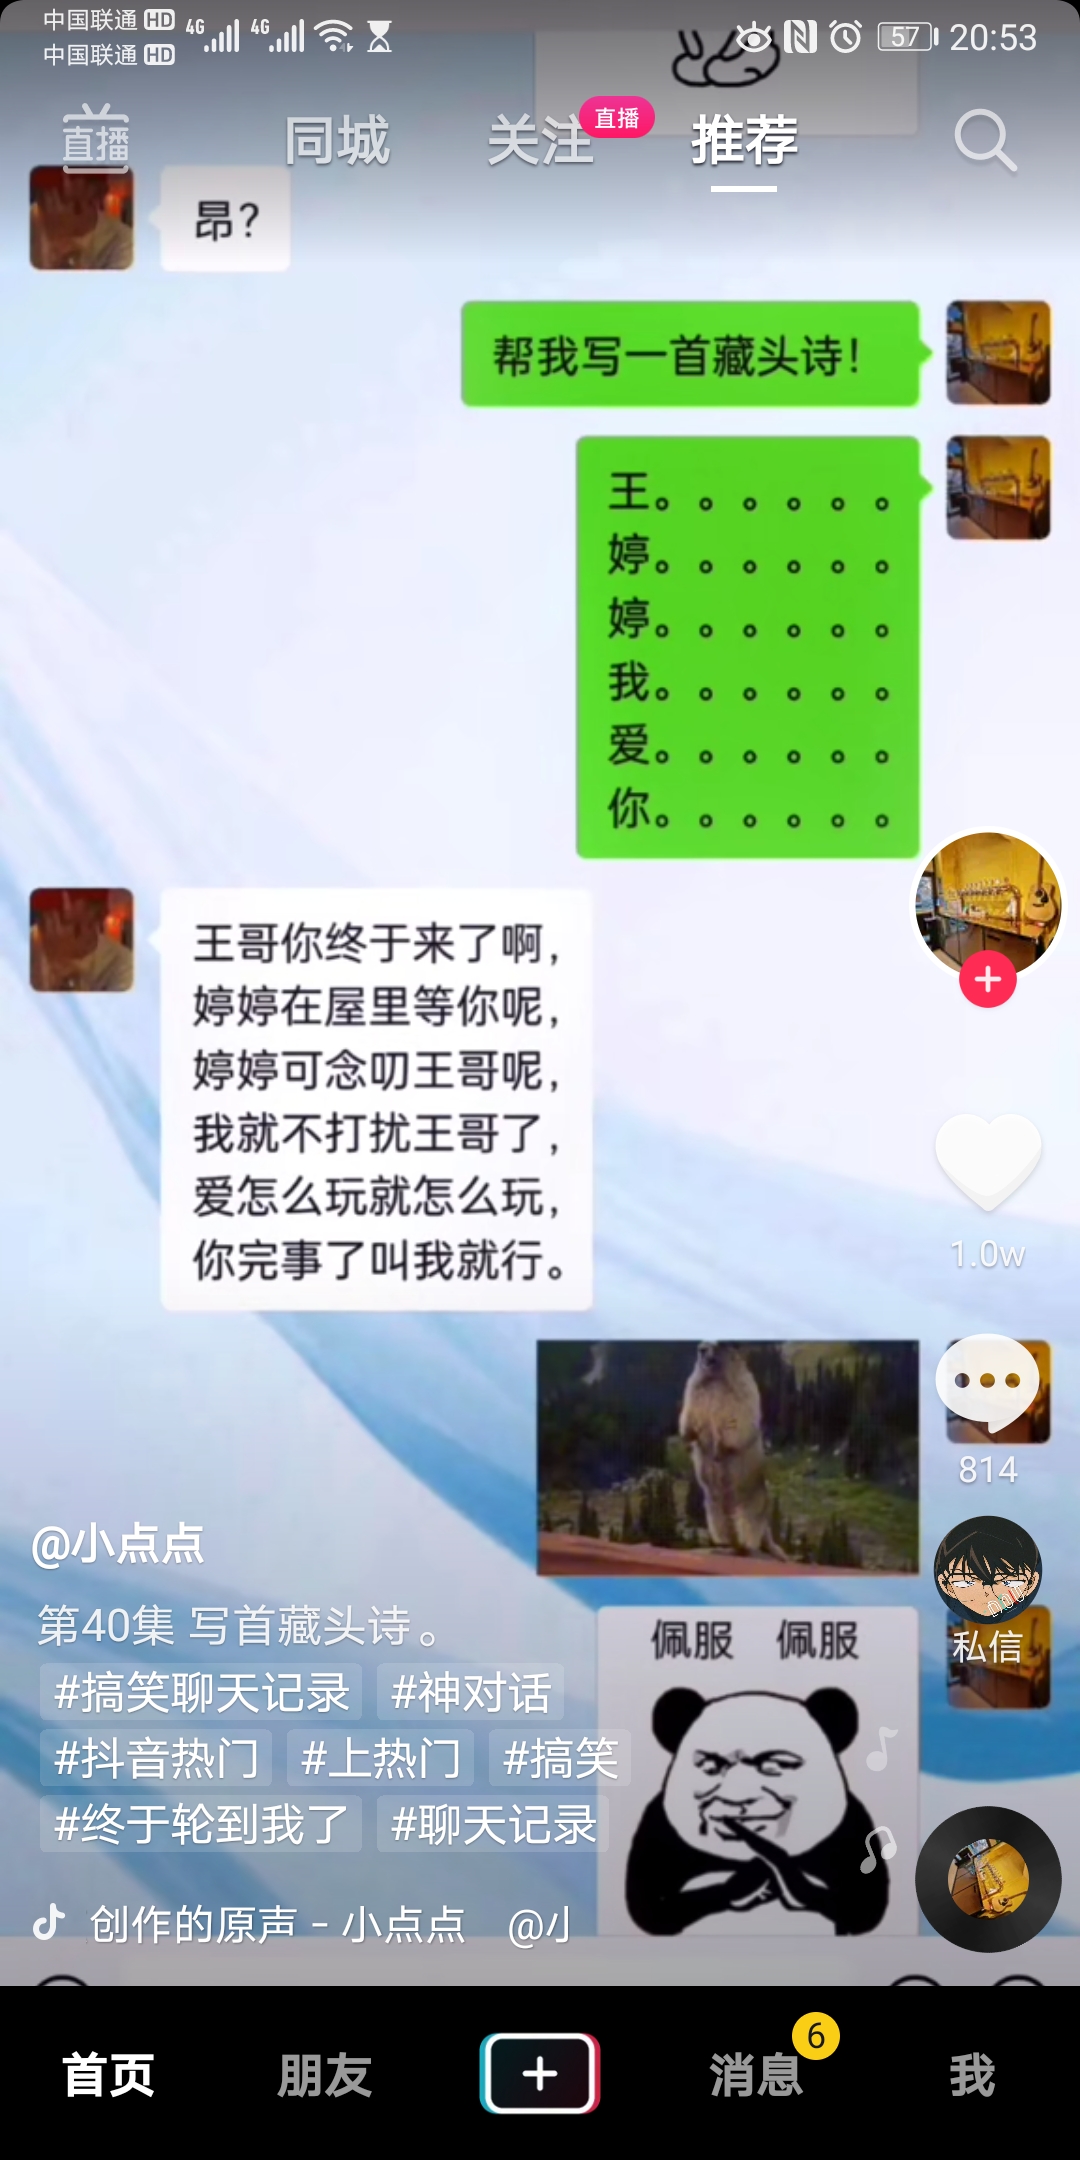 中国联通 HD 4G 4G 57 20:53
中国联通 HD
直播 同城 关注 直播 推荐
昂?
帮我写一首藏头诗!
王。。。。。。
婷。。。。。。
婷。。。。。。
我。。。。。。
爱。。。。。。
你。。。。。。
王哥你终于来了啊,
婷婷在屋里等你呢,
婷婷可念叨王哥呢,
我就不打扰王哥了,
爱怎么玩就怎么玩,
你完事了叫我就行。
1.0w
814
@小点点
第40集 写首藏头诗。
佩服 佩服
私信
#搞笑聊天记录 #神对话
#抖音热门 #上热门 #搞笑
#终于轮到我了 #聊天记录
创作的原声 - 小点点 @小
首页 朋友 消息 6 我